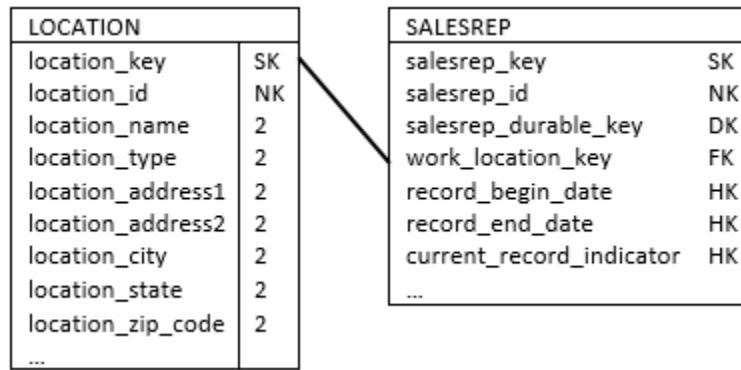 LOCATION
location_key SK
location_id NK
location_name 2
location_type 2
location_address1 2
location_address2 2
location_city 2
location_state 2
location_zip_code 2
...
SALESREP
salesrep_key SK
salesrep_id NK
salesrep_durable_key DK
work_location_key FK
record_begin_date HK
record_end_date HK
current_record_indicator HK
...